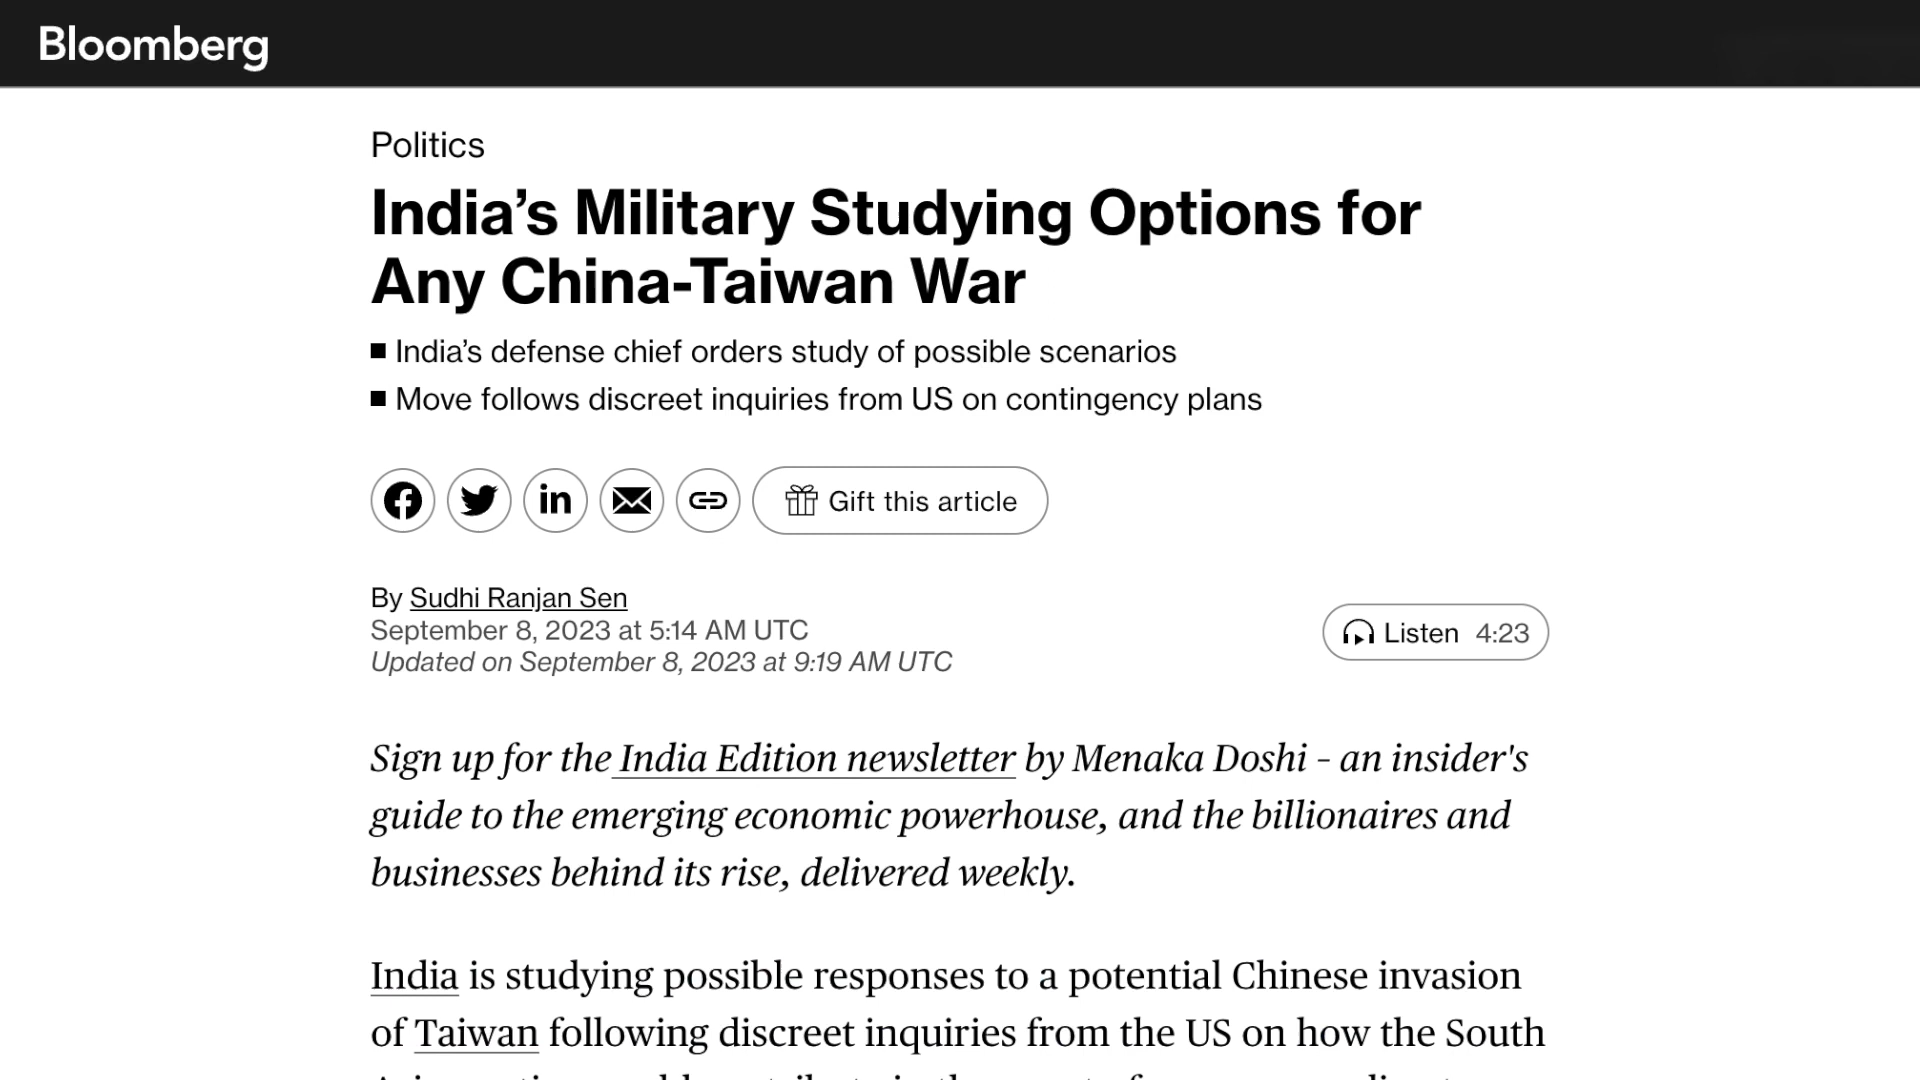 Bloomberg
Politics
India’s Military Studying Options for
Any China-Taiwan War
■ India’s defense chief orders study of possible scenarios
■ Move follows discreet inquiries from US on contingency plans
in
Gift this article
By Sudhi Ranjan Sen
September 8, 2023 at 5:14 AM UTC
Updated on September 8, 2023 at 9:19 AM UTC
Listen 4:23
Sign up for the India Edition newsletter by Menaka Doshi – an insider's
guide to the emerging economic powerhouse, and the billionaires and
businesses behind its rise, delivered weekly.
India is studying possible responses to a potential Chinese invasion
of Taiwan following discreet inquiries from the US on how the South